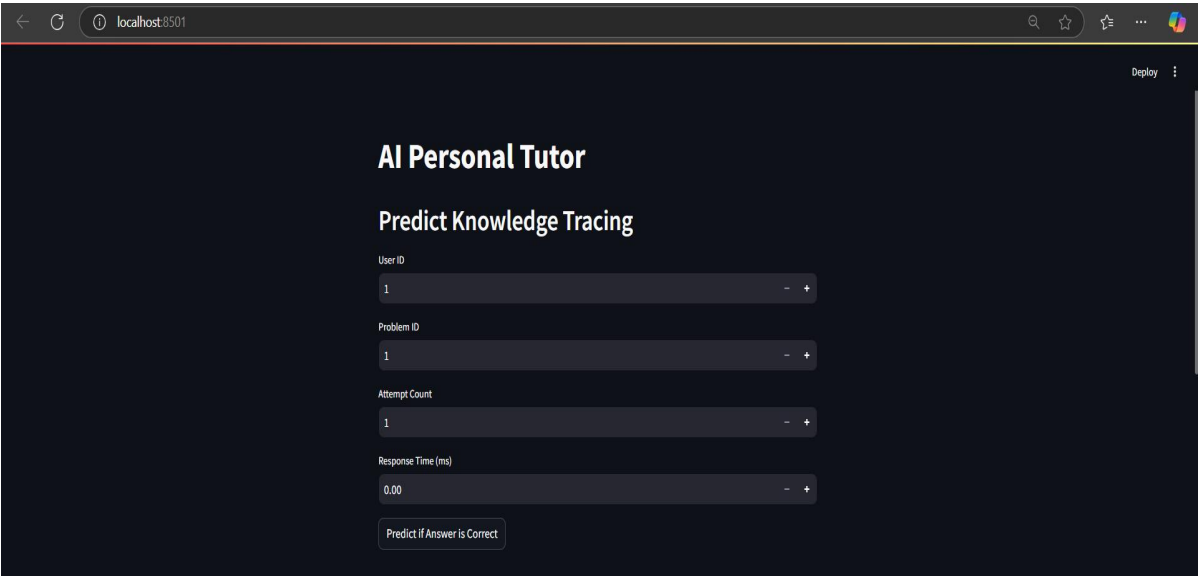 localhost:8501
Deploy
AI Personal Tutor
Predict Knowledge Tracing
User ID
1
Problem ID
1
Attempt Count
1
Response Time (ms)
0.00
Predict if Answer is Correct